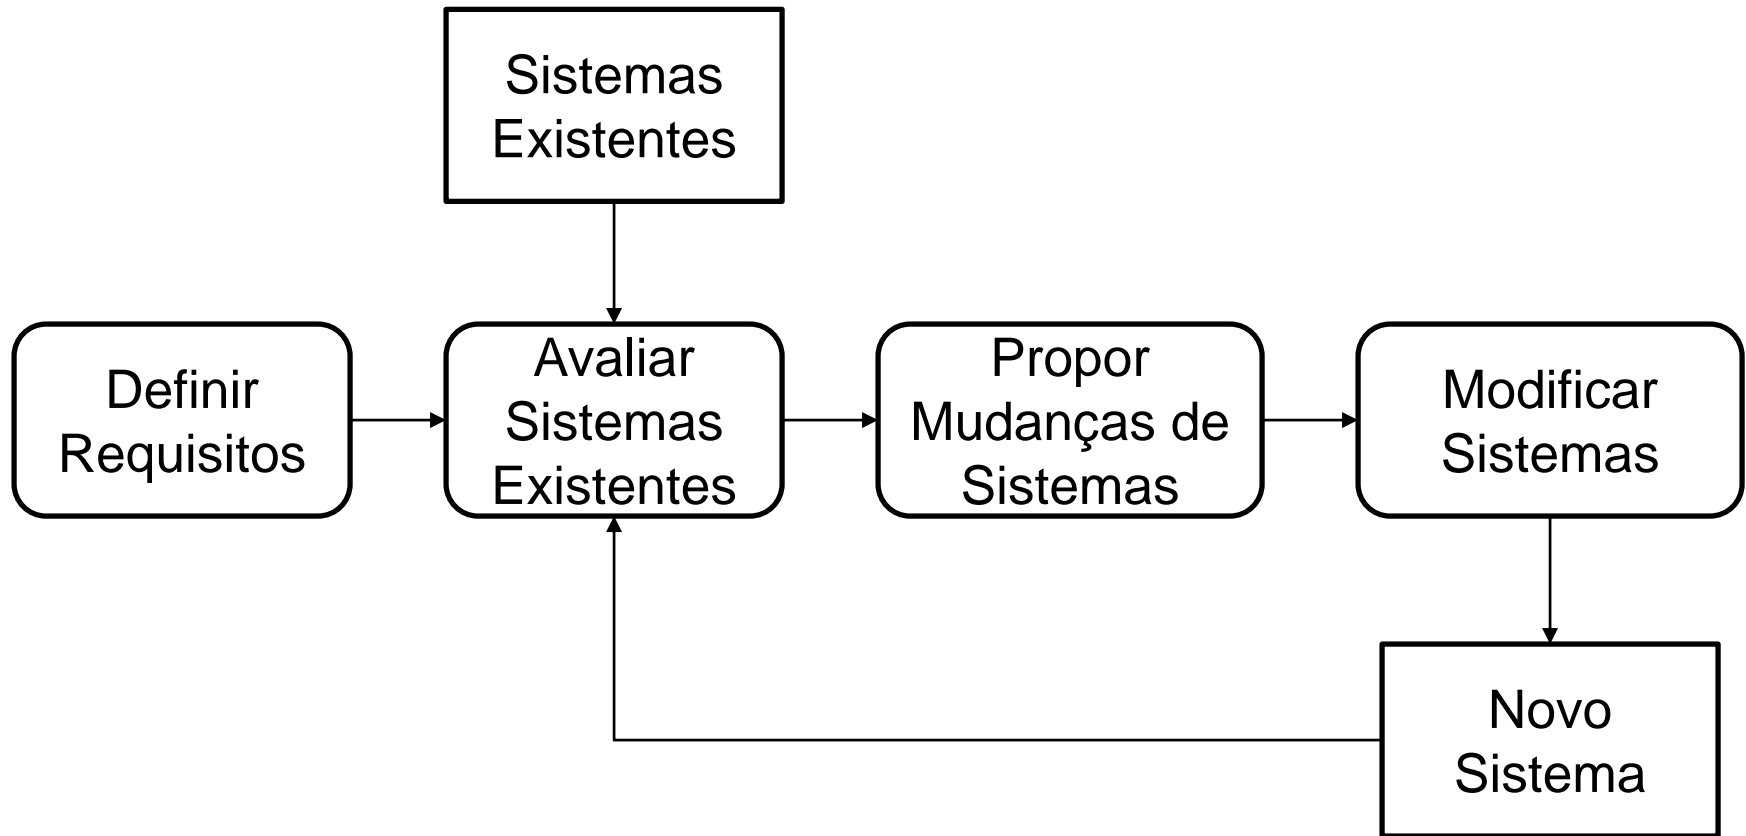 Sistemas
Existentes
Definir
Requisitos
Avaliar
Sistemas
Existentes
Propor
Mudanças de
Sistemas
Modificar
Sistemas
Novo
Sistema